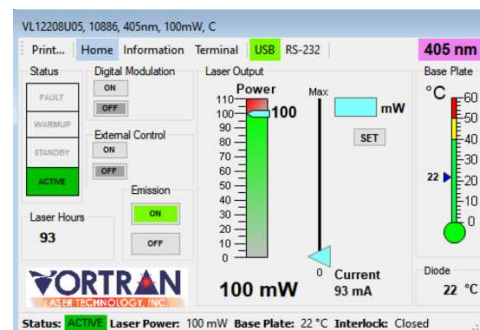 VL12208U05, 10886, 405nm, 100mW, C
Print... Home Information Terminal USB RS-232 405 nm
Status
FAULT
WARMUP
STANDBY
ACTIVE
Laser Hours
93
Digital Modulation
ON
OFF
External Control
ON
OFF
Emission
ON
OFF
Laser Output
Power
110
100
90
80
70
60
50
40
30
20
10
0
100
100 mW
Max
0
mW
SET
Current
93 mA
Base Plate
°C
60
50
40
30
20
10
0
22
Diode
22 °C
VORTRAN
LASER TECHNOLOGY, INC.
Status: ACTIVE Laser Power: 100 mW Base Plate: 22 °C Interlock: Closed